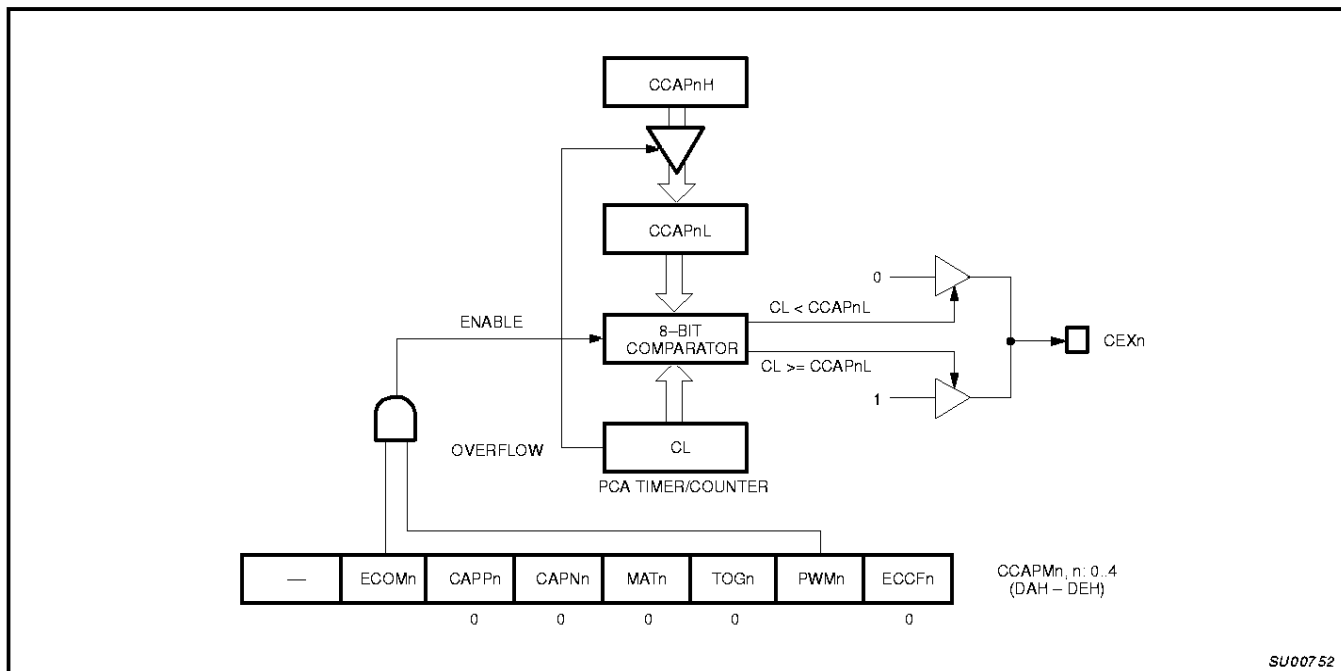 CCAPnH
CCAPnL
0
CL < CCAPnL
ENABLE
8–BIT
COMPARATOR
CEXn
CL >= CCAPnL
1
OVERFLOW
CL
PCA TIMER/COUNTER
— ECOMn CAPPn CAPNn MATn TOGn PWMn ECCFn
CCAPMn, n: 0..4
(DAH – DEH)
0 0 0 0 0
SU00752